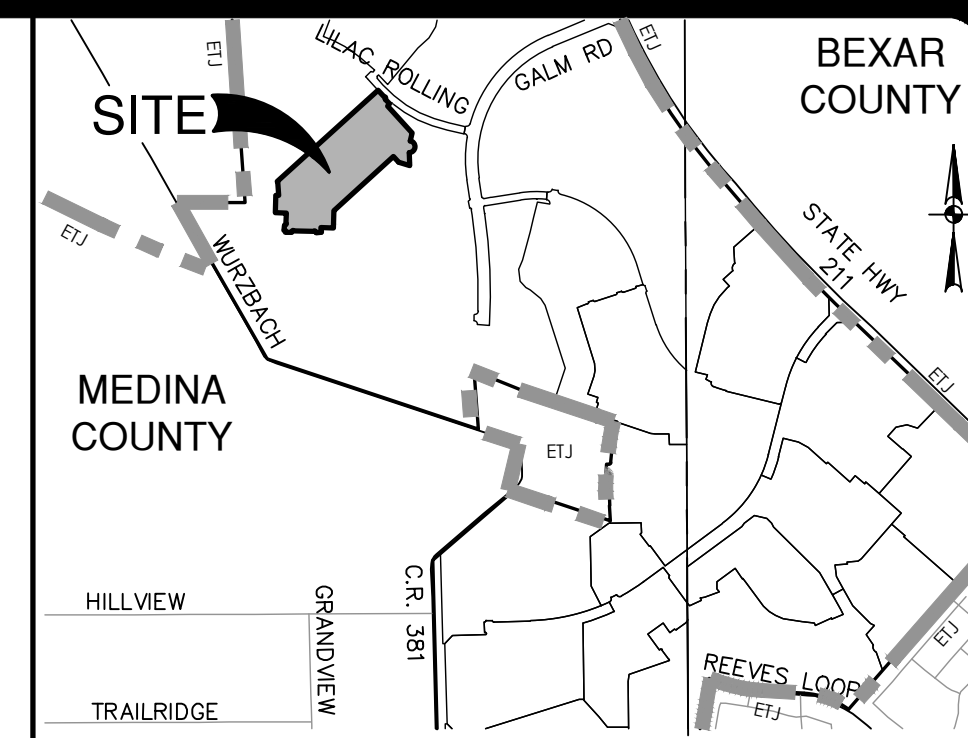 ETJ
LILAC ROLLING
GALM RD
ETJ
BEXAR
COUNTY
SITE
ETJ
WURZBACH
STATE HWY
211
MEDINA
COUNTY
ETJ
ETJ
C.R. 381
HILLVIEW
GRANDVIEW
TRAILRIDGE
REEVES LOOP
ETJ
ETJ